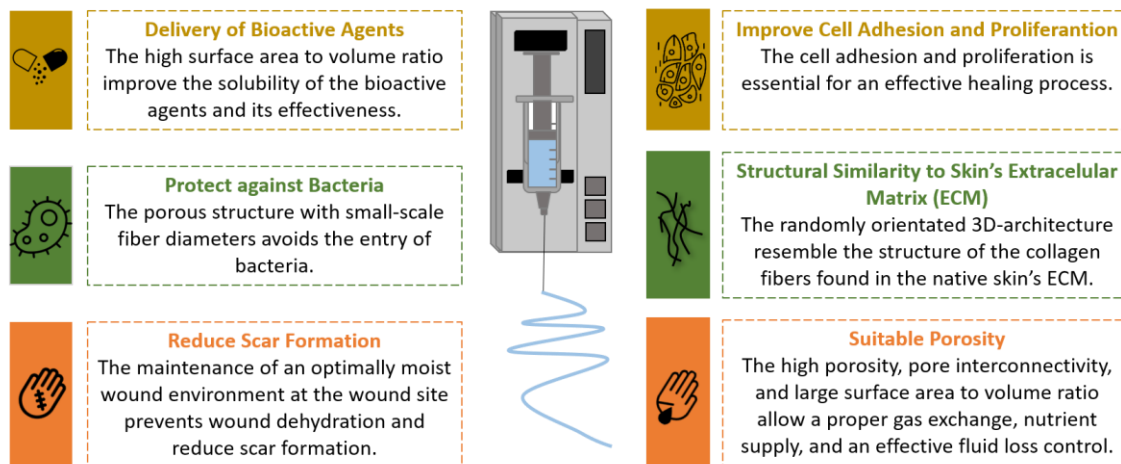 Delivery of Bioactive Agents
The high surface area to volume ratio
improve the solubility of the bioactive
agents and its effectiveness.
Protect against Bacteria
The porous structure with small-scale
fiber diameters avoids the entry of
bacteria.
Reduce Scar Formation
The maintenance of an optimally moist
wound environment at the wound site
prevents wound dehydration and
reduce scar formation.
Improve Cell Adhesion and Proliferantion
The cell adhesion and proliferation is
essential for an effective healing process.
Structural Similarity to Skin's Extracelular
Matrix (ECM)
The randomly orientated 3D-architecture
resemble the structure of the collagen
fibers found in the native skin's ECM.
Suitable Porosity
The high porosity, pore interconnectivity,
and large surface area to volume ratio
allow a proper gas exchange, nutrient
supply, and an effective fluid loss control.